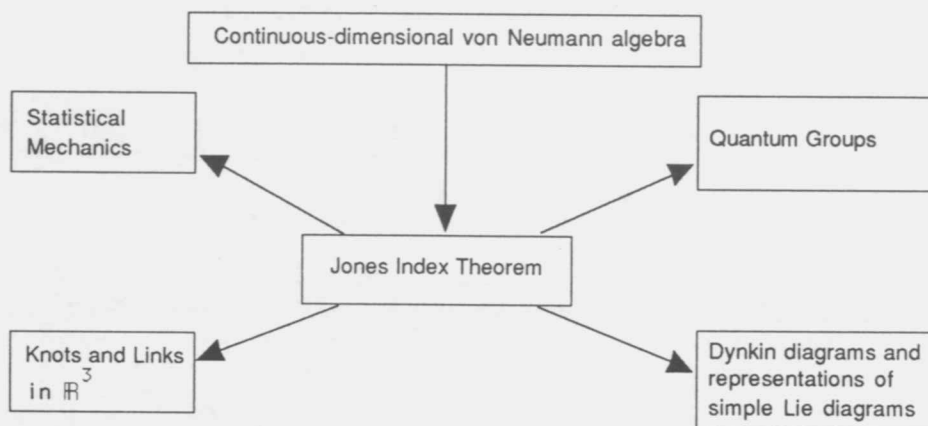 Continuous-dimensional von Neumann algebra
Statistical
Mechanics
Quantum Groups
Jones Index Theorem
Knots and Links
in ℝ³
Dynkin diagrams and
representations of
simple Lie diagrams